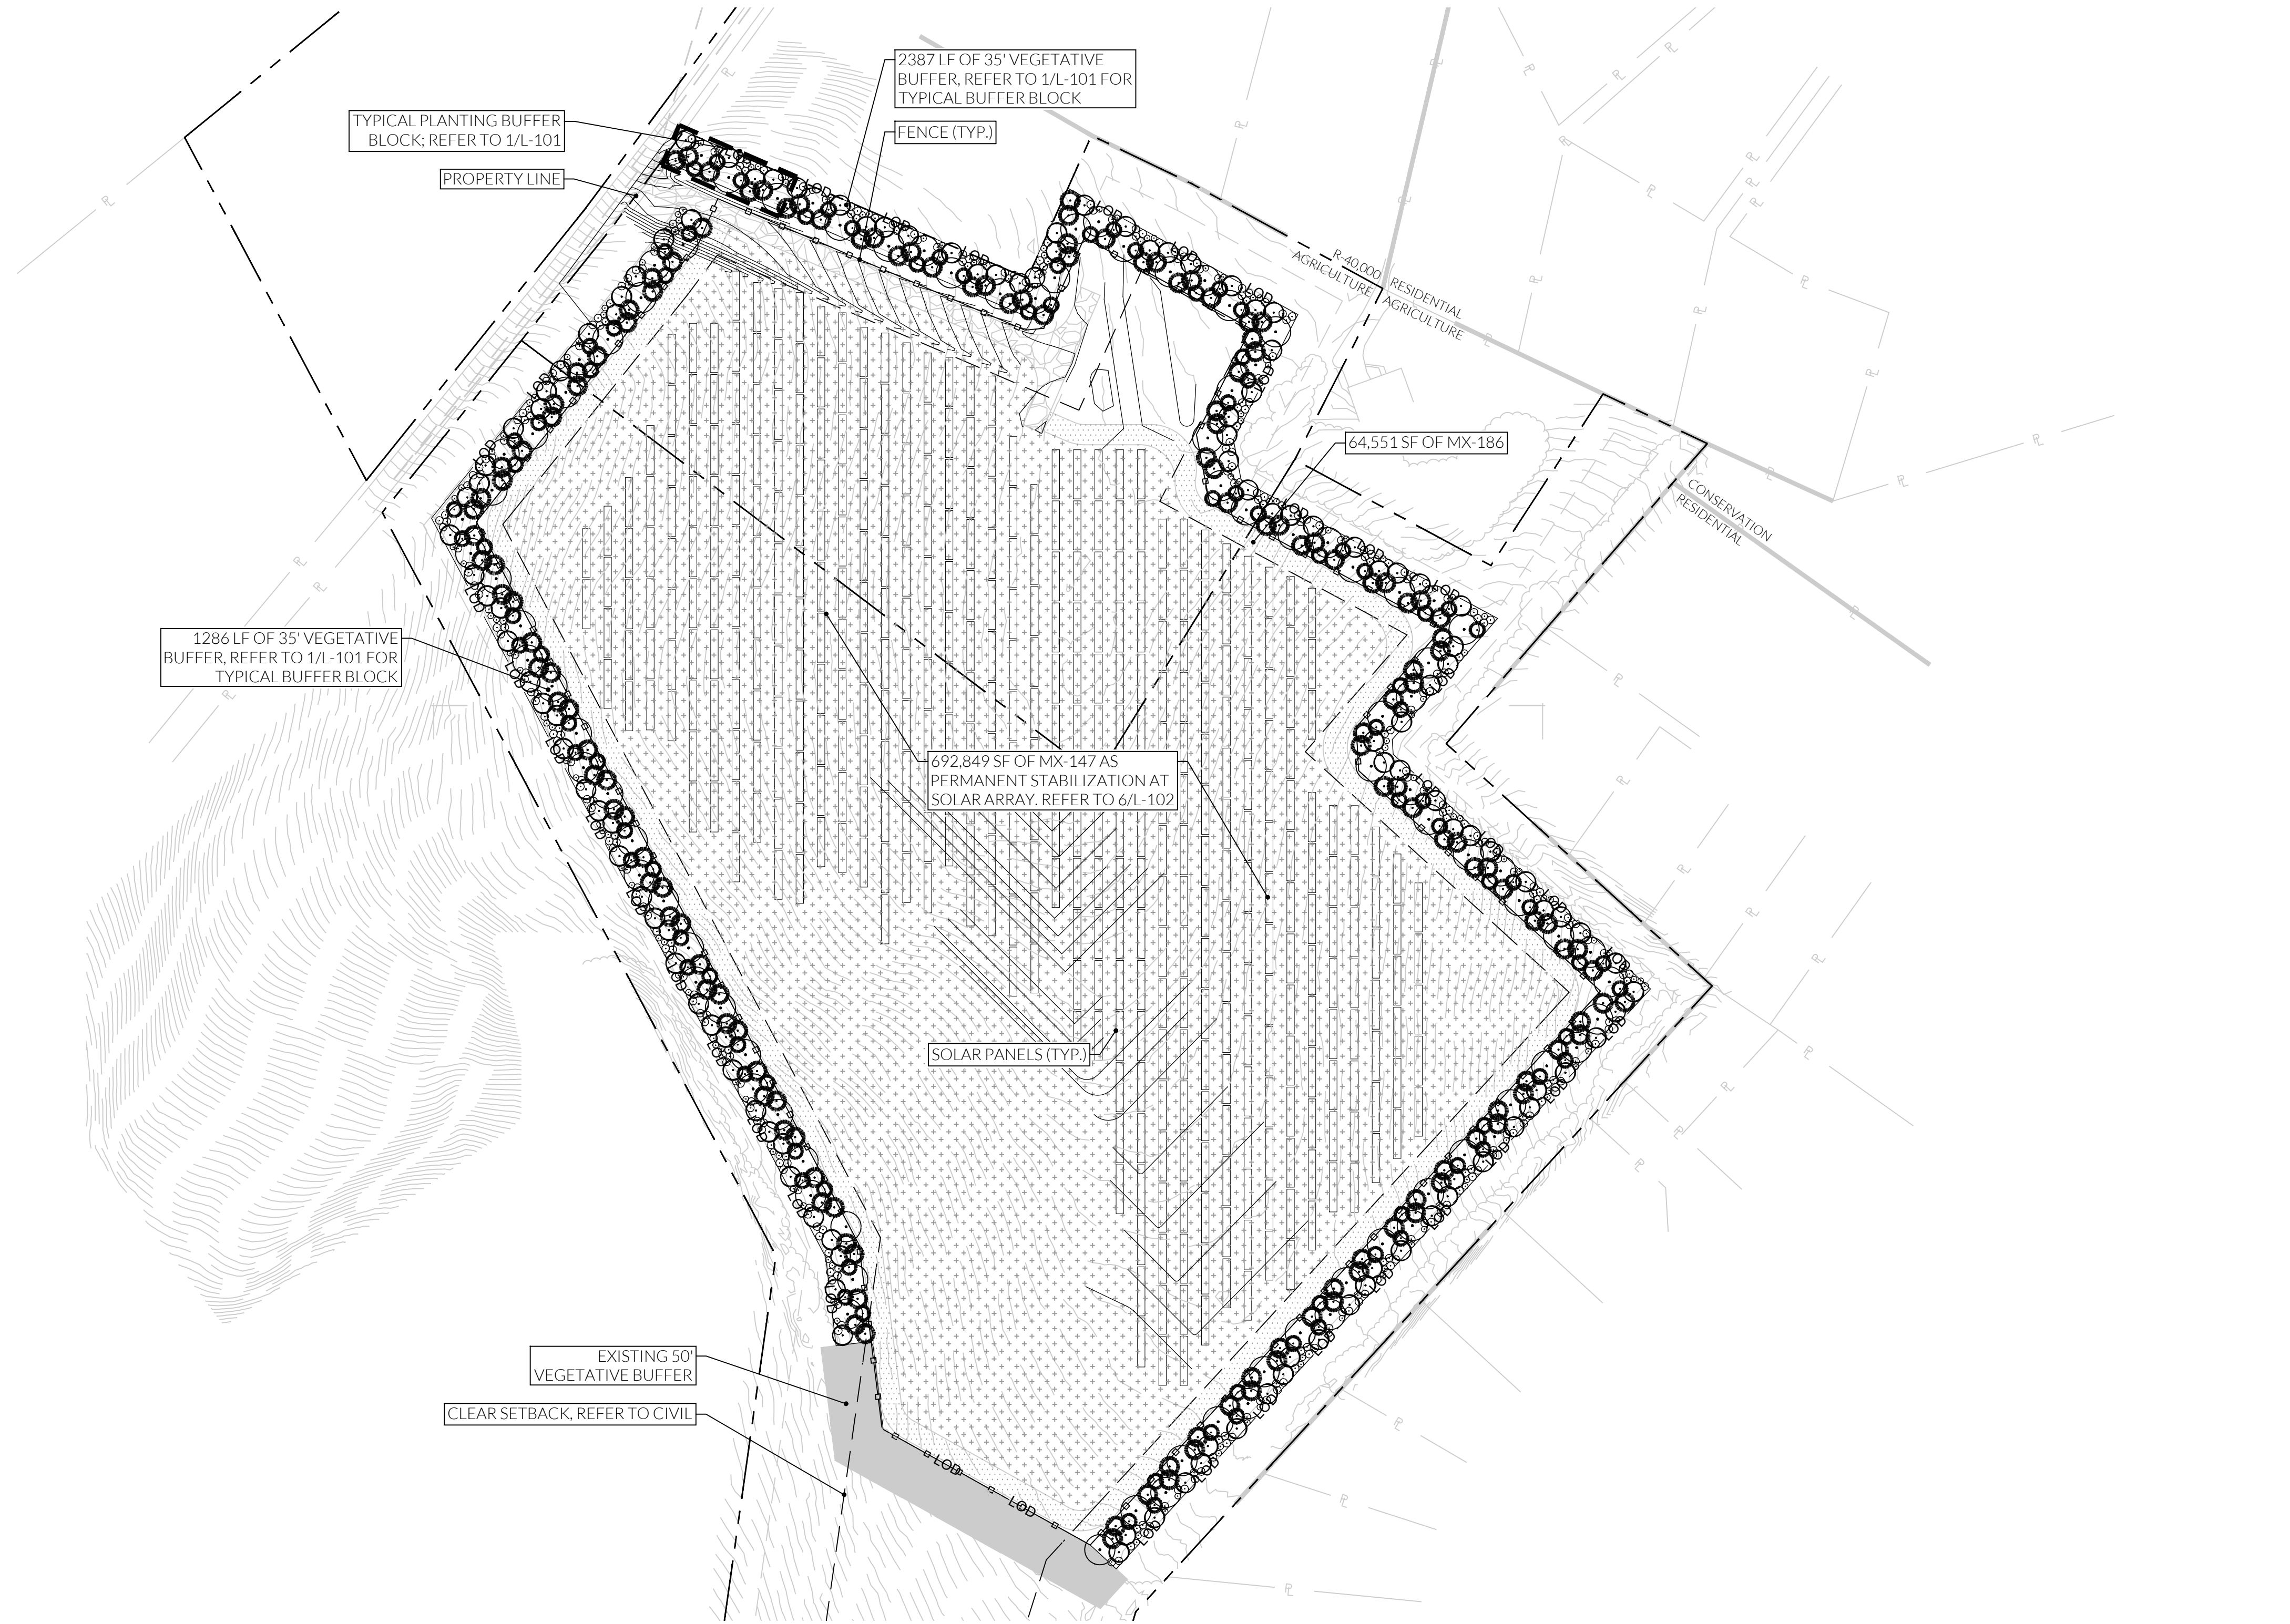 2387 LF OF 35' VEGETATIVE
BUFFER, REFER TO 1/L-101 FOR
TYPICAL BUFFER BLOCK
TYPICAL PLANTING BUFFER
BLOCK; REFER TO 1/L-101
FENCE (TYP.)
PROPERTY LINE
R-40,000
AGRICULTURE
RESIDENTIAL
AGRICULTURE
64,551 SF OF MX-186
CONSERVATION
RESIDENTIAL
1286 LF OF 35' VEGETATIVE
BUFFER, REFER TO 1/L-101 FOR
TYPICAL BUFFER BLOCK
692,849 SF OF MX-147 AS
PERMANENT STABILIZATION AT
SOLAR ARRAY. REFER TO 6/L-102
SOLAR PANELS (TYP.)
EXISTING 50'
VEGETATIVE BUFFER
CLEAR SETBACK, REFER TO CIVIL
LOD
LOD